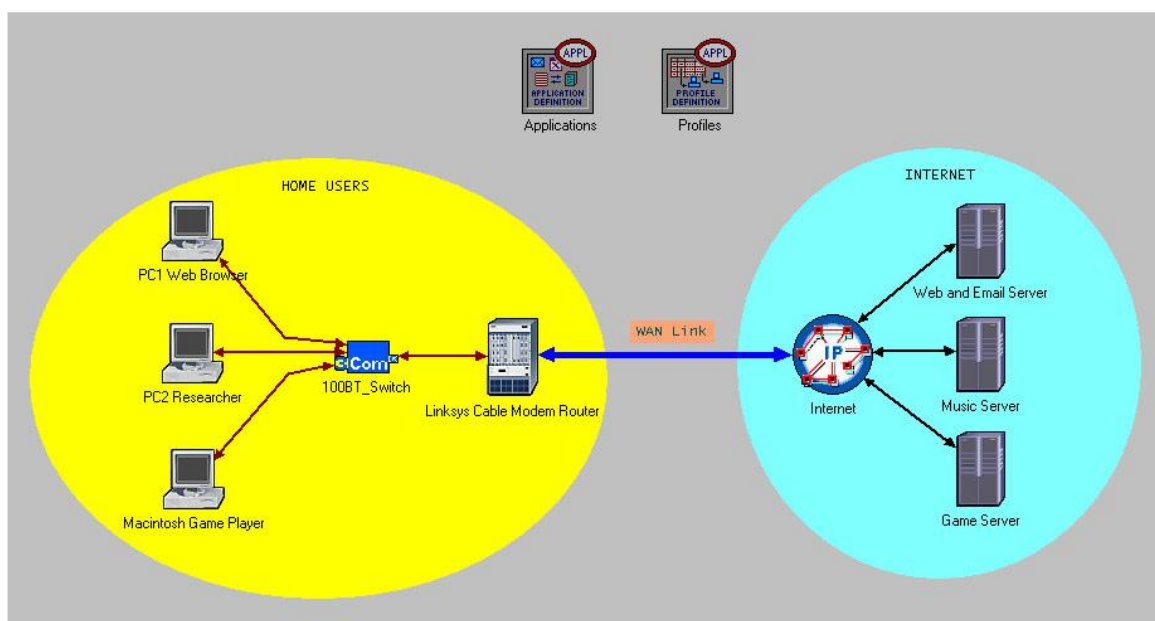 APPL
APPL
APPLICATION
DEFINITION
PROFILE
DEFINITION
Applications
Profiles
HOME USERS
INTERNET
PC1 Web Browser
Web and Email Server
WAN Link
IP
Com
100BT_Switch
PC2 Researcher
Linksys Cable Modem Router
Internet
Music Server
Macintosh Game Player
Game Server